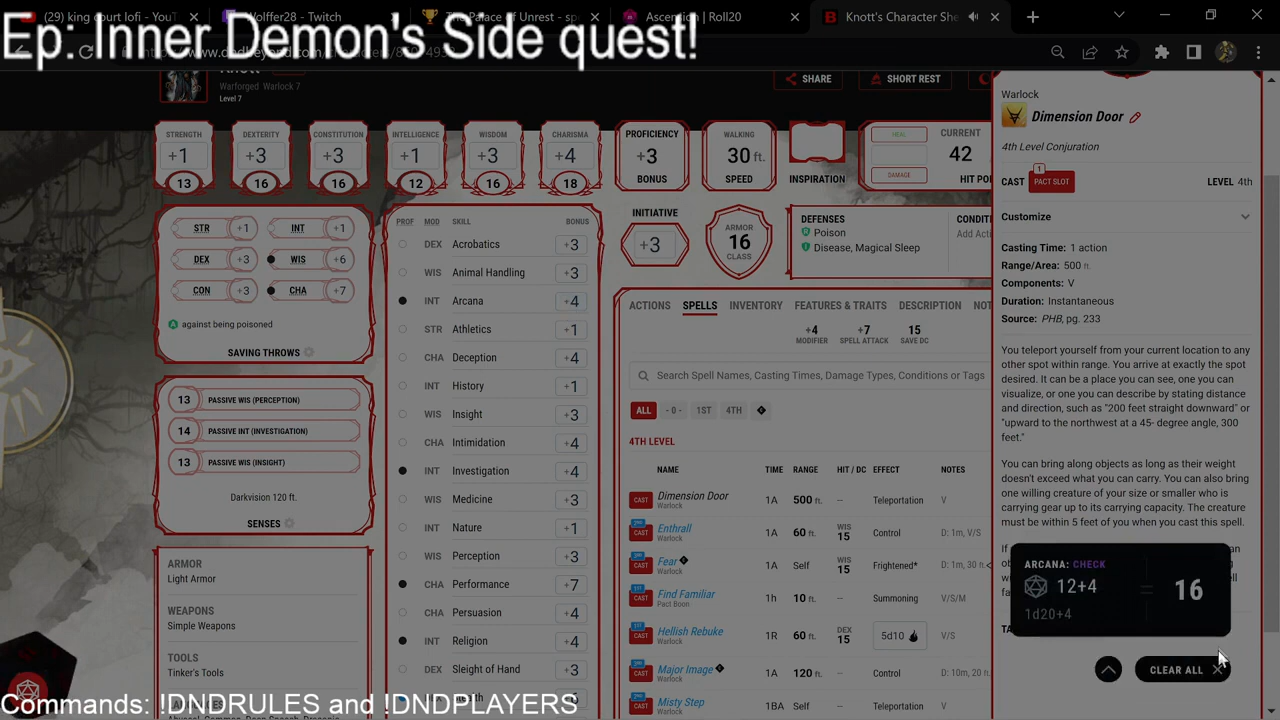 (29) king court lofi - YouT
Wolffer28 - Twitch
The Palace of Unrest - sp
Ascention | Roll20
Knott's Character She
Ep: Inner Demon's Side quest!
Knott
Warforged Warlock 7
Level 7
SHARE
SHORT REST
STRENGTH
+1
13
DEXTERITY
+3
16
CONSTITUTION
+3
16
INTELLIGENCE
+1
12
WISDOM
+3
16
CHARISMA
+4
18
PROFICIENCY
+3
BONUS
WALKING
30 ft.
SPEED
INSPIRATION
HEAL
DAMAGE
CURRENT
42
HIT PO
STR +1 INT +1
DEX +3 WIS +6
CON +3 CHA +7
A against being poisoned
SAVING THROWS
13 PASSIVE WIS (PERCEPTION)
14 PASSIVE INT (INVESTIGATION)
13 PASSIVE WIS (INSIGHT)
Darkvision 120 ft.
SENSES
ARMOR
Light Armor
WEAPONS
Simple Weapons
TOOLS
Tinker's Tools
PROF MOD SKILL BONUS
DEX Acrobatics +3
WIS Animal Handling +3
INT Arcana +4
STR Athletics +1
CHA Deception +4
INT History +1
WIS Insight +3
CHA Intimidation +4
INT Investigation +4
WIS Medicine +3
INT Nature +1
WIS Perception +3
CHA Performance +7
CHA Persuasion +4
INT Religion +4
DEX Sleight of Hand +3
INITIATIVE
+3
ARMOR
16
CLASS
DEFENSES
Poison
Disease, Magical Sleep
CONDIT
Add Acti
ACTIONS SPELLS INVENTORY FEATURES & TRAITS DESCRIPTION NOT
+4
MODIFIER
+7
SPELL ATTACK
15
SAVE DC
Search Spell Names, Casting Times, Damage Types, Conditions or Tags
ALL - 0 - 1ST 4TH
4TH LEVEL
NAME TIME RANGE HIT / DC EFFECT NOTES
CAST Dimension Door 1A 500 ft. -- Teleportation V
Warlock
2nd CAST Enthrall 1A 60 ft. WIS 15 Control D: 1m, V/S
Warlock
3rd CAST Fear 1A Self WIS 15 Frightened* D: 1m, 30 ft.
Warlock
1st CAST Find Familiar 1h 10 ft. -- Summoning V/S/M
Pact Boon
1st CAST Hellish Rebuke 1R 60 ft. DEX 15 5d10 V/S
Warlock
3rd CAST Major Image 1A 120 ft. -- Control D: 10m, 20 ft.
Warlock
2nd CAST Misty Step 1BA Self -- Teleportation V
Warlock
Warlock
Dimension Door
4th Level Conjuration
CAST 1 PACT SLOT LEVEL 4th
Customize
Casting Time: 1 action
Range/Area: 500 ft.
Components: V
Duration: Instantaneous
Source: PHB, pg. 233
You teleport yourself from your current location to any
other spot within range. You arrive at exactly the spot
desired. It can be a place you can see, one you can
visualize, or one you can describe by stating distance
and direction, such as "200 feet straight downward" or
"upward to the northwest at a 45- degree angle, 300
feet."
You can bring along objects as long as their weight
doesn't exceed what you can carry. You can also bring
one willing creature of your size or smaller who is
carrying gear up to its carrying capacity. The creature
must be within 5 feet of you when you cast this spell.
ARCANA: CHECK
12+4 = 16
1d20+4
CLEAR ALL
Commands: !DNDRULES and !DNDPLAYERS